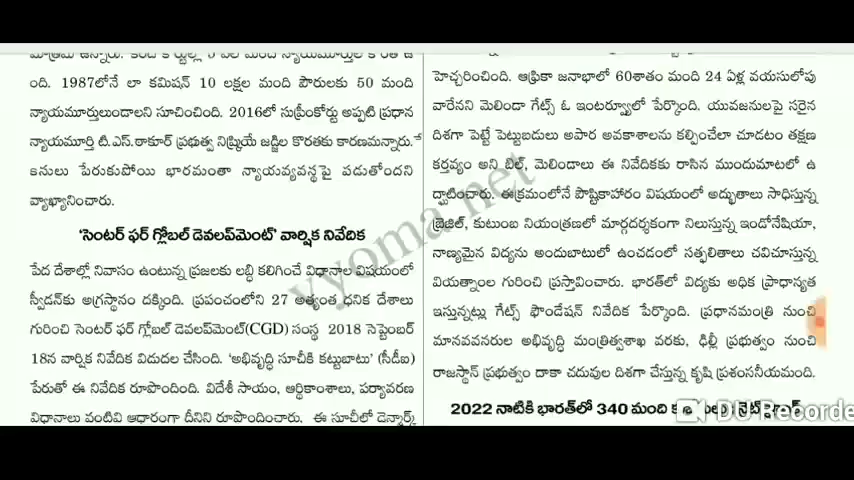 ంది. 1987లోనే లా కమిషన్ 10 లక్షల మంది పౌరులకు 50 మంది
న్యాయమూర్తులుండాలని సూచించింది. 2016లో సుప్రీంకోర్టు అప్పటి ప్రధాన
న్యాయమూర్తి టి.ఎస్.ఠాకూర్ ప్రభుత్వ నిష్క్రియే జడ్జిల కొరతకు కారణమన్నారు.
పేరుకుపోయి భారమంతా న్యాయవ్యవస్థపై పడుతోందని
వ్యాఖ్యానించారు.
'సెంటర్ ఫర్ గ్లోబల్ డెవలప్‌మెంట్' వార్షిక నివేదిక
పేద దేశాల్లో నివాసం ఉంటున్న ప్రజలకు లబ్ధి కలిగించే విధానాల విషయంలో
స్వీడన్‌కు అగ్రస్థానం దక్కింది. ప్రపంచంలోని 27 అత్యంత ధనిక దేశాలు
గురించి సెంటర్ ఫర్ గ్లోబల్ డెవలప్‌మెంట్(CGD) సంస్థ 2018 సెప్టెంబర్
18న వార్షిక నివేదిక విడుదల చేసింది. 'అభివృద్ధి సూచీకి కట్టుబాటు' (సీడీఐ)
పేరుతో ఈ నివేదిక రూపొందింది. విదేశీ సాయం, ఆర్థికాంశాలు, పర్యావరణ
విధానాలు వంటివి ఆధారంగా దీనిని రూపొందించారు. ఈ సూచీలో డెన్మార్క్
హెచ్చరించింది. ఆఫ్రికా జనాభాలో 60శాతం మంది 24 ఏళ్ల వయసులోపు
వారేనని మెలిండా గేట్స్ ఓ ఇంటర్వ్యూలో పేర్కొంది. యువజనులపై సరైన
దిశగా పెట్టే పెట్టుబడులు అపార అవకాశాలను కల్పించేలా చూడటం తక్షణ
కర్తవ్యం అని బిల్, మెలిండాలు ఈ నివేదికకు రాసిన ముందుమాటలో ఉ
ద్ఘాటించారు. ఈక్రమంలోనే పౌష్టికాహారం విషయంలో అద్భుతాలు సాధిస్తున్న
బ్రెజిల్, కుటుంబ నియంత్రణలో మార్గదర్శకంగా నిలుస్తున్న ఇండోనేషియా,
నాణ్యమైన విద్యను అందుబాటులో ఉంచడంలో సత్ఫలితాలు చవిచూస్తున్న
వియత్నాంల గురించి ప్రస్తావించారు. భారత్‌లో విద్యకు అధిక ప్రాధాన్యత
ఇస్తున్నట్లు గేట్స్ ఫౌండేషన్ నివేదిక పేర్కొంది. ప్రధానమంత్రి నుంచి
మానవవనరుల అభివృద్ధి మంత్రిత్వశాఖ వరకు, ఢిల్లీ ప్రభుత్వం నుంచి
రాజస్థాన్ ప్రభుత్వం దాకా చదువుల దిశగా చేస్తున్న కృషి ప్రశంసనీయమంది.
2022 నాటికి భారత్‌లో 340 మంది
vyoma.net
DU Recorde